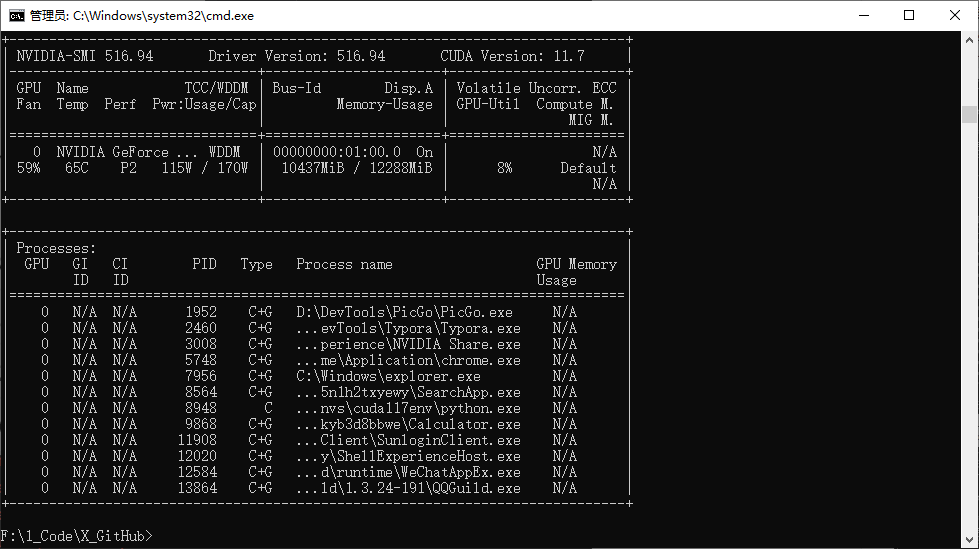 管理员: C:\Windows\system32\cmd.exe
NVIDIA-SMI 516.94 Driver Version: 516.94 CUDA Version: 11.7
GPU Name TCC/WDDM | Bus-Id Disp.A | Volatile Uncorr. ECC
Fan Temp Perf Pwr:Usage/Cap | Memory-Usage | GPU-Util Compute M.
MIG M.
0 NVIDIA GeForce ... WDDM | 00000000:01:00.0 On | N/A
59% 65C P2 115W / 170W | 10437MiB / 12288MiB | 8% Default
N/A
Processes:
GPU GI CI PID Type Process name GPU Memory
ID ID Usage
0 N/A N/A 1952 C+G D:\DevTools\PicGo\PicGo.exe N/A
0 N/A N/A 2460 C+G ...evTools\Typora\Typora.exe N/A
0 N/A N/A 3008 C+G ...perience\NVIDIA Share.exe N/A
0 N/A N/A 5748 C+G ...me\Application\chrome.exe N/A
0 N/A N/A 7956 C+G C:\Windows\explorer.exe N/A
0 N/A N/A 8564 C+G ...5n1h2txyewy\SearchApp.exe N/A
0 N/A N/A 8948 C ...nvs\cuda117env\python.exe N/A
0 N/A N/A 9868 C+G ...kyb3d8bbwe\Calculator.exe N/A
0 N/A N/A 11908 C+G ...Client\SunloginClient.exe N/A
0 N/A N/A 12020 C+G ...y\ShellExperienceHost.exe N/A
0 N/A N/A 12584 C+G ...d\runtime\WeChatAppEx.exe N/A
0 N/A N/A 13864 C+G ...ld\1.3.24-191\QQGuild.exe N/A
F:\1_Code\X_GitHub>